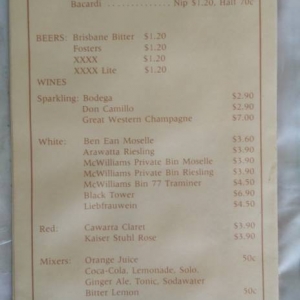 Bacardi . . . . . . . . . . Nip $1.20, Half 70c
BEERS: Brisbane Bitter $1.20
Fosters $1.20
XXXX $1.20
XXXX Lite $1.20
WINES
Sparkling: Bodega $2.90
Don Camillo $2.90
Great Western Champagne $7.00
White: Ben Ean Moselle $3.60
Arawatta Riesling $3.90
McWilliams Private Bin Moselle $3.90
McWilliams Private Bin Riesling $3.90
McWilliams Bin 77 Traminer $4.50
Black Tower $6.90
Liebfrauwein $4.50
Red: Cawarra Claret $3.90
Kaiser Stuhl Rose $3.90
Mixers: Orange Juice 50c
Coca-Cola, Lemonade, Solo,
Ginger Ale, Tonic, Sodawater
Bitter Lemon 50c